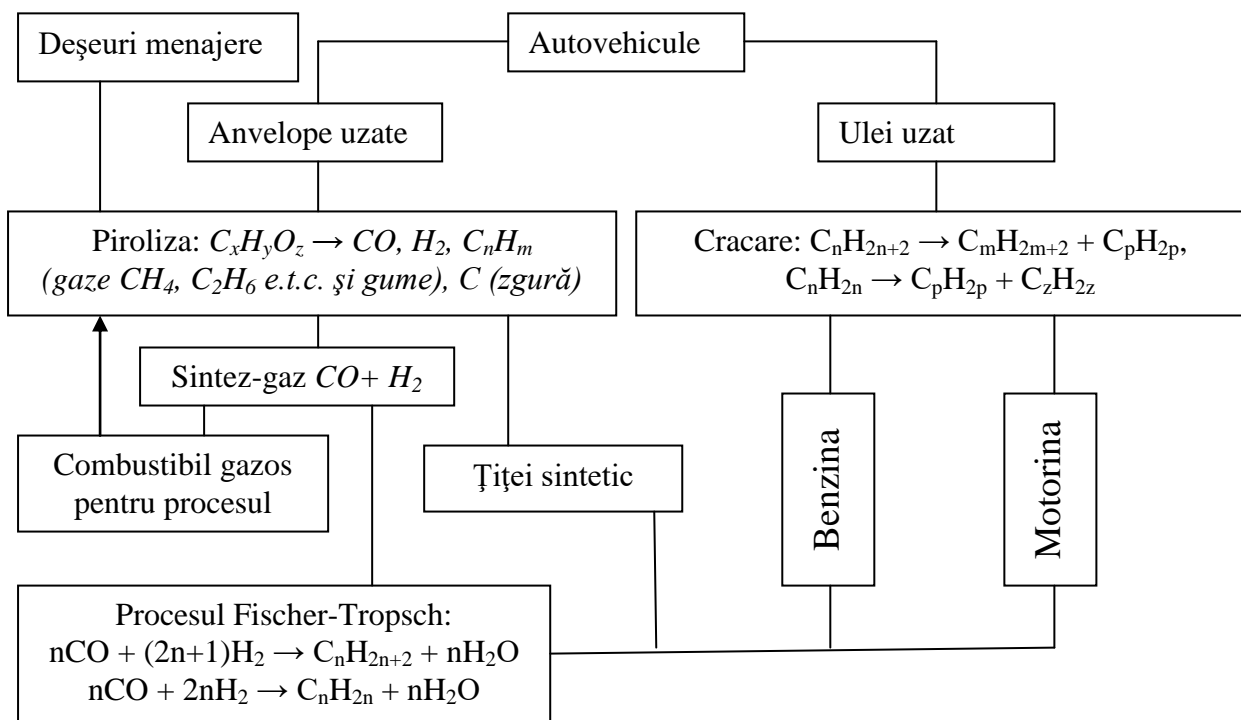 Deşeuri menajere
Autovehicule
Anvelope uzate
Ulei uzat
Piroliza: CₓHᵧO_z → CO, H₂, CₙHₘ
(gaze CH₄, C₂H₆ e.t.c. şi gume), C (zgură)
Cracare: CₙH₂ₙ₊₂ → CₘH₂ₘ₊₂ + CₚH₂ₚ,
CₙH₂ₙ → CₚH₂ₚ + C_zH₂_z
Sintez-gaz CO+ H₂
Combustibil gazos
pentru procesul
Ţiţei sintetic
Benzina
Motorina
Procesul Fischer-Tropsch:
nCO + (2n+1)H₂ → CₙH₂ₙ₊₂ + nH₂O
nCO + 2nH₂ → CₙH₂ₙ + nH₂O